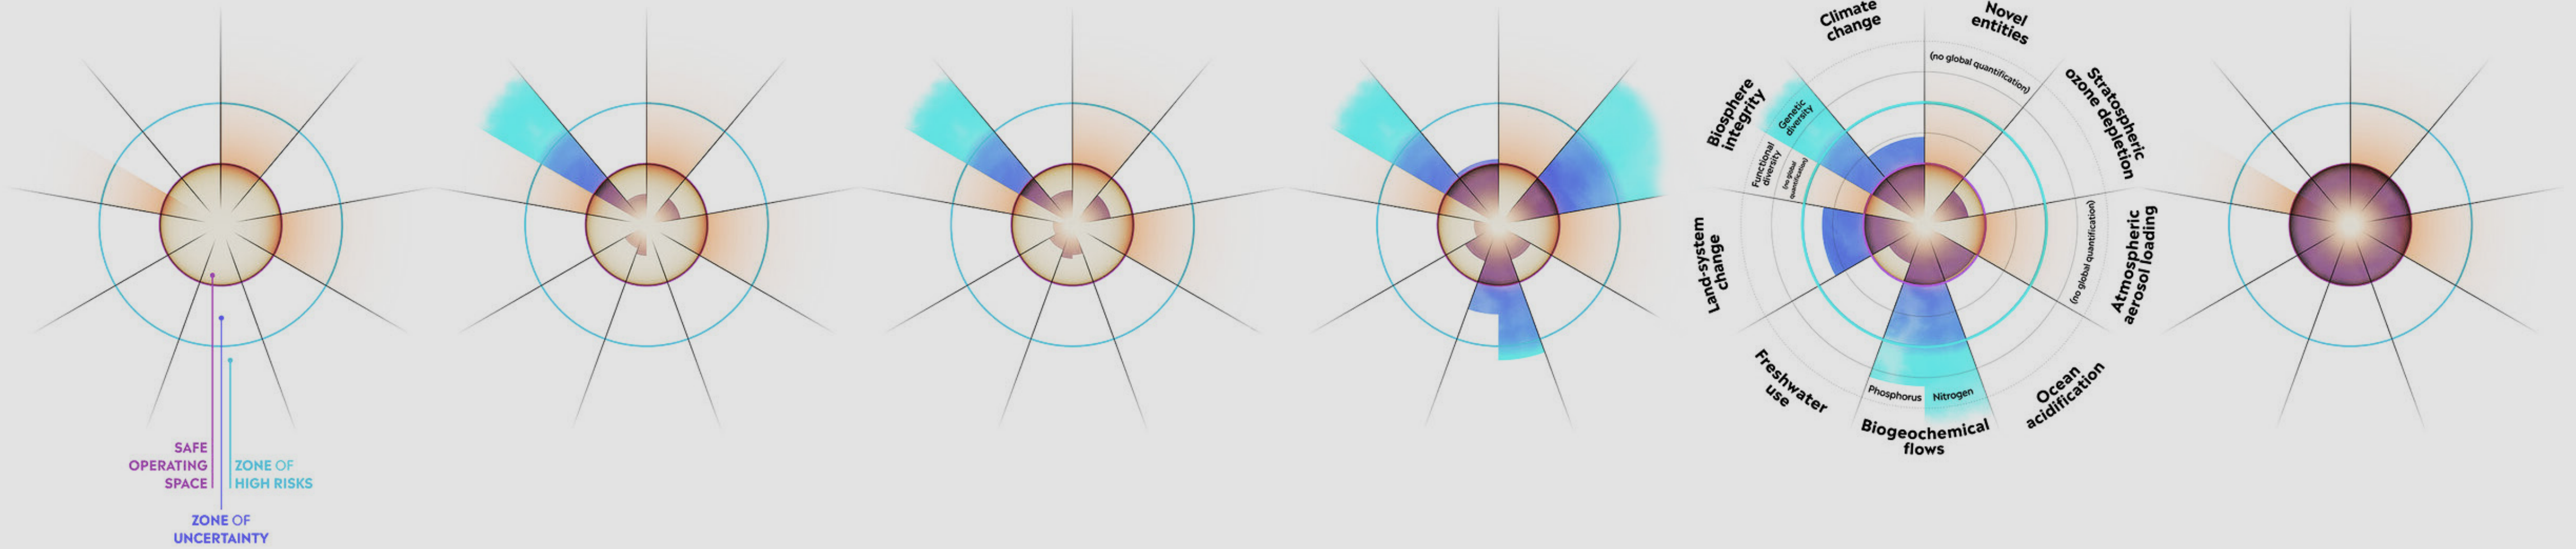 SAFE
OPERATING
SPACE
ZONE OF
HIGH RISKS
ZONE OF
UNCERTAINTY
Climate
change
Novel
entities
(no global quantification)
Stratospheric
ozone depletion
Atmospheric
aerosol loading
(no global quantification)
Ocean
acidification
Biogeochemical
flows
Phosphorus
Nitrogen
Freshwater
use
Land-system
change
Biosphere
integrity
Genetic
diversity
Functional
diversity
(no global
quantification)